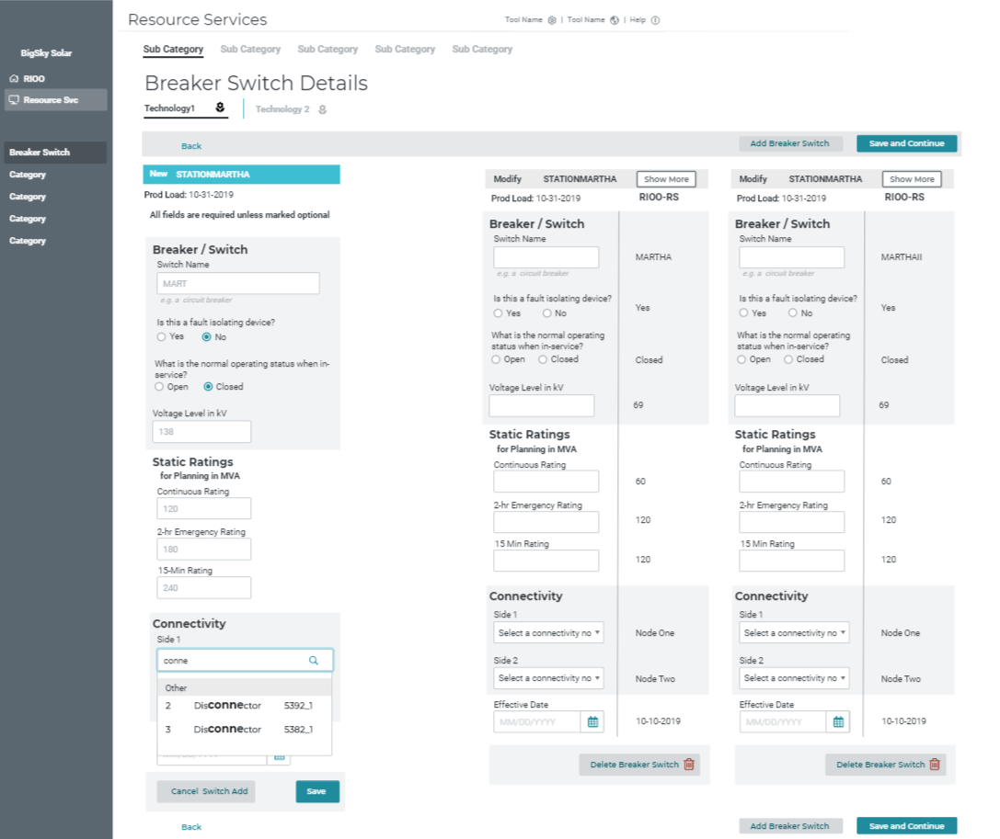 Resource Services
Tool Name | Tool Name | Help
BigSky Solar
RIOO
Resource Svc
Breaker Switch
Category
Category
Category
Category
Sub Category Sub Category Sub Category Sub Category Sub Category
Breaker Switch Details
Technology1 Technology 2
Back
Add Breaker Switch Save and Continue
New STATIONMARTHA
Prod Load: 10-31-2019
All fields are required unless marked optional
Breaker / Switch
Switch Name
MART
e.g. a circuit breaker
Is this a fault isolating device?
Yes No
What is the normal operating status when in-
service?
Open Closed
Voltage Level in kV
138
Static Ratings
for Planning in MVA
Continuous Rating
120
2-hr Emergency Rating
180
15-Min Rating
240
Connectivity
Side 1
conne
Other
2 Disconnector 5392_1
3 Disconnector 5382_1
Cancel Switch Add Save
Back
Modify STATIONMARTHA Show More
Prod Load: 10-31-2019 RIOO-RS
Breaker / Switch
Switch Name
MARTHA
e.g. a circuit breaker
Is this a fault isolating device?
Yes No
Yes
What is the normal operating
status when in-service?
Open Closed
Closed
Voltage Level in kV
69
Static Ratings
for Planning in MVA
Continuous Rating
60
2-hr Emergency Rating
120
15 Min Rating
120
Connectivity
Side 1
Select a connectivity no Node One
Side 2
Select a connectivity no Node Two
Effective Date
MM/DD/YYYY 10-10-2019
Delete Breaker Switch
Modify STATIONMARTHA Show More
Prod Load: 10-31-2019 RIOO-RS
Breaker / Switch
Switch Name
MARTHAII
e.g. a circuit breaker
Is this a fault isolating device?
Yes No
Yes
What is the normal operating
status when in-service?
Open Closed
Closed
Voltage Level in kV
69
Static Ratings
for Planning in MVA
Continuous Rating
60
2-hr Emergency Rating
120
15 Min Rating
120
Connectivity
Side 1
Select a connectivity no Node One
Side 2
Select a connectivity no Node Two
Effective Date
MM/DD/YYYY 10-10-2019
Delete Breaker Switch
Add Breaker Switch Save and Continue